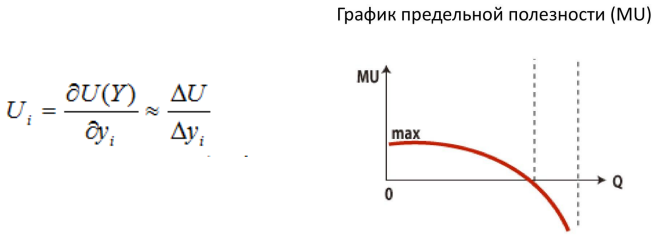 График предельной полезности (MU)
U_i = ∂U(Y)/∂y_i ≈ ΔU/Δy_i
MU
max
0
Q